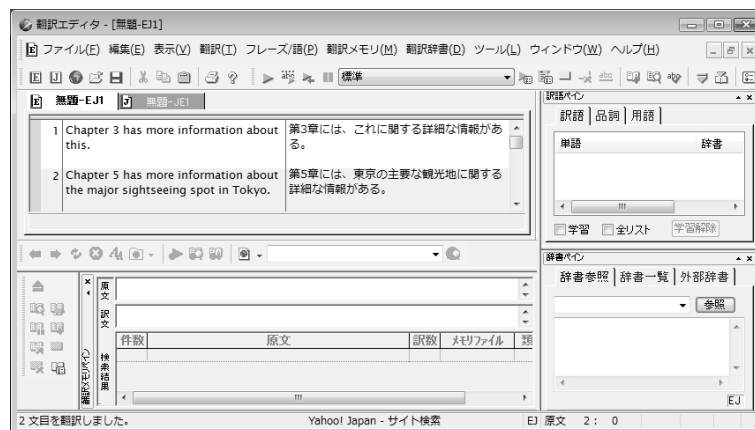 翻訳エディタ - [無題-EJ1]
ファイル(F) 編集(E) 表示(V) 翻訳(T) フレーズ/語(P) 翻訳メモリ(M) 翻訳辞書(D) ツール(L) ウィンドウ(W) ヘルプ(H)
標準
無題-EJ1 無題-JE1
1 Chapter 3 has more information about this.
第3章には、これに関する詳細な情報がある。
2 Chapter 5 has more information about the major sightseeing spot in Tokyo.
第5章には、東京の主要な観光地に関する詳細な情報がある。
訳語ペイン
訳語 品詞 用語
単語 辞書
学習 全リスト 学習解除
辞書ペイン
辞書参照 辞書一覧 外部辞書
参照
EJ
翻訳メモリペイン
原文
訳文
検索結果
件数 原文 訳数 メモリファイル 類
2 文目を翻訳しました。 Yahoo! Japan - サイト検索 EJ 原文 2: 0